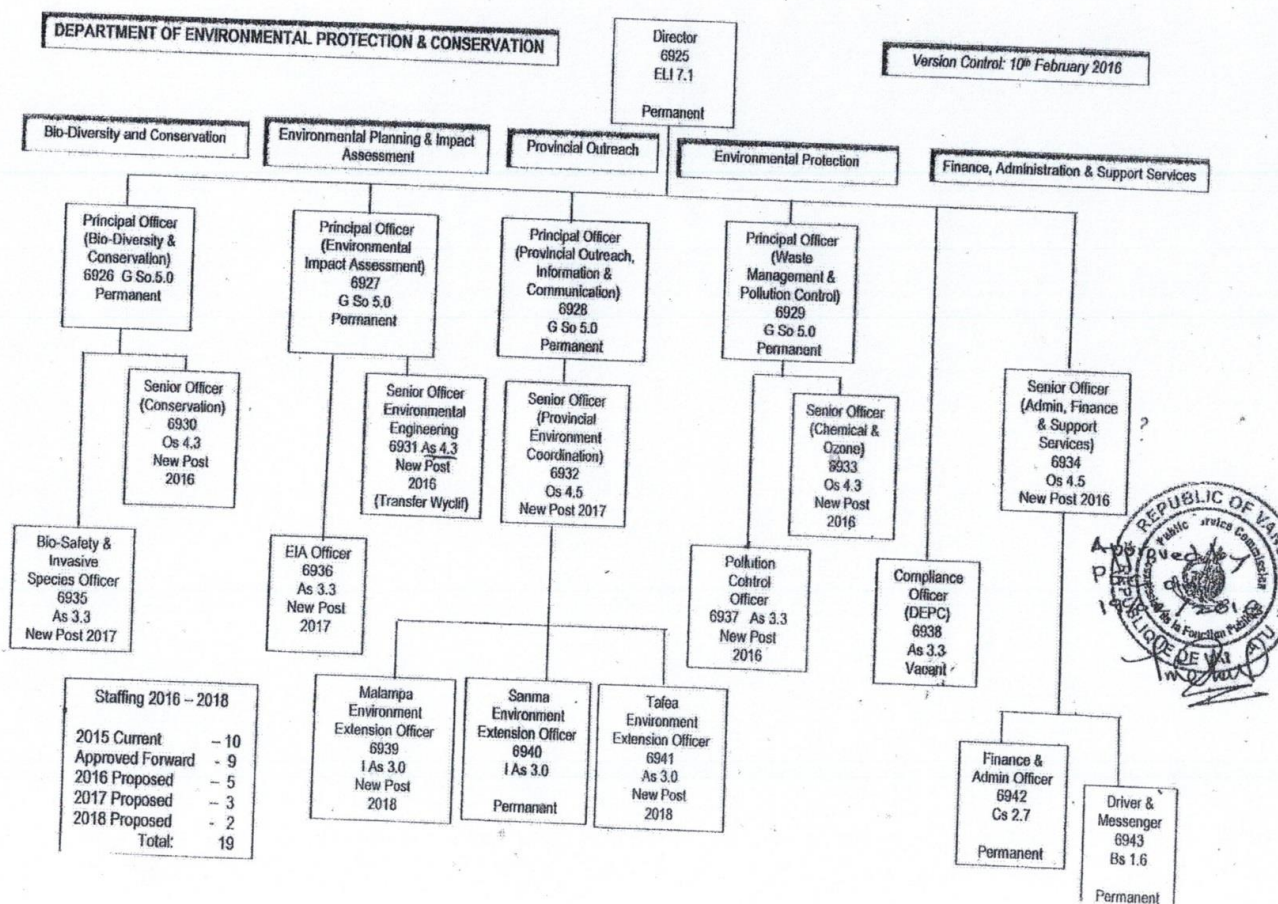 DEPARTMENT OF ENVIRONMENTAL PROTECTION & CONSERVATION
Director
6925
ELI 7.1
Permanent
Version Control: 10th February 2016
Bio-Diversity and Conservation
Environmental Planning & Impact
Assessment
Provincial Outreach
Environmental Protection
Finance, Administration & Support Services
Principal Officer
(Bio-Diversity &
Conservation)
6926 G So.5.0
Permanent
Principal Officer
(Environmental
Impact Assessment)
6927
G So 5.0
Permanent
Principal Officer
(Provincial Outreach,
Information &
Communication)
6928
G So 5.0
Permanent
Principal Officer
(Waste
Management &
Pollution Control)
6929
G So 5.0
Permanent
Senior Officer
(Conservation)
6930
Os 4.3
New Post
2016
Senior Officer
Environmental
Engineering
6931 As 4.3
New Post
2016
(Transfer Wyclif)
Senior Officer
(Provincial
Environment
Coordination)
6932
Os 4.5
New Post 2017
Senior Officer
(Chemical &
Ozone)
6933
Os 4.3
New Post
2016
Senior Officer
(Admin, Finance
& Support
Services)
6934
Os 4.5
New Post 2016
?
Bio-Safety &
Invasive
Species Officer
6935
As 3.3
New Post 2017
EIA Officer
6936
As 3.3
New Post
2017
Pollution
Control
Officer
6937 As 3.3
New Post
2016
Compliance
Officer
(DEPC)
6938
As 3.3
Vacant
REPUBLIC OF
Public Commission
Approved by
de la Fonction
Malampa
Environment
Extension Officer
6939
I As 3.0
New Post
2018
Sanma
Environment
Extension Officer
6940
I As 3.0
Permanent
Tafea
Environment
Extension Officer
6941
As 3.0
New Post
2018
Finance &
Admin Officer
6942
Cs 2.7
Permanent
Driver &
Messenger
6943
Bs 1.6
Permanent
Staffing 2016 – 2018
2015 Current – 10
Approved Forward - 9
2016 Proposed – 5
2017 Proposed – 3
2018 Proposed - 2
Total: 19